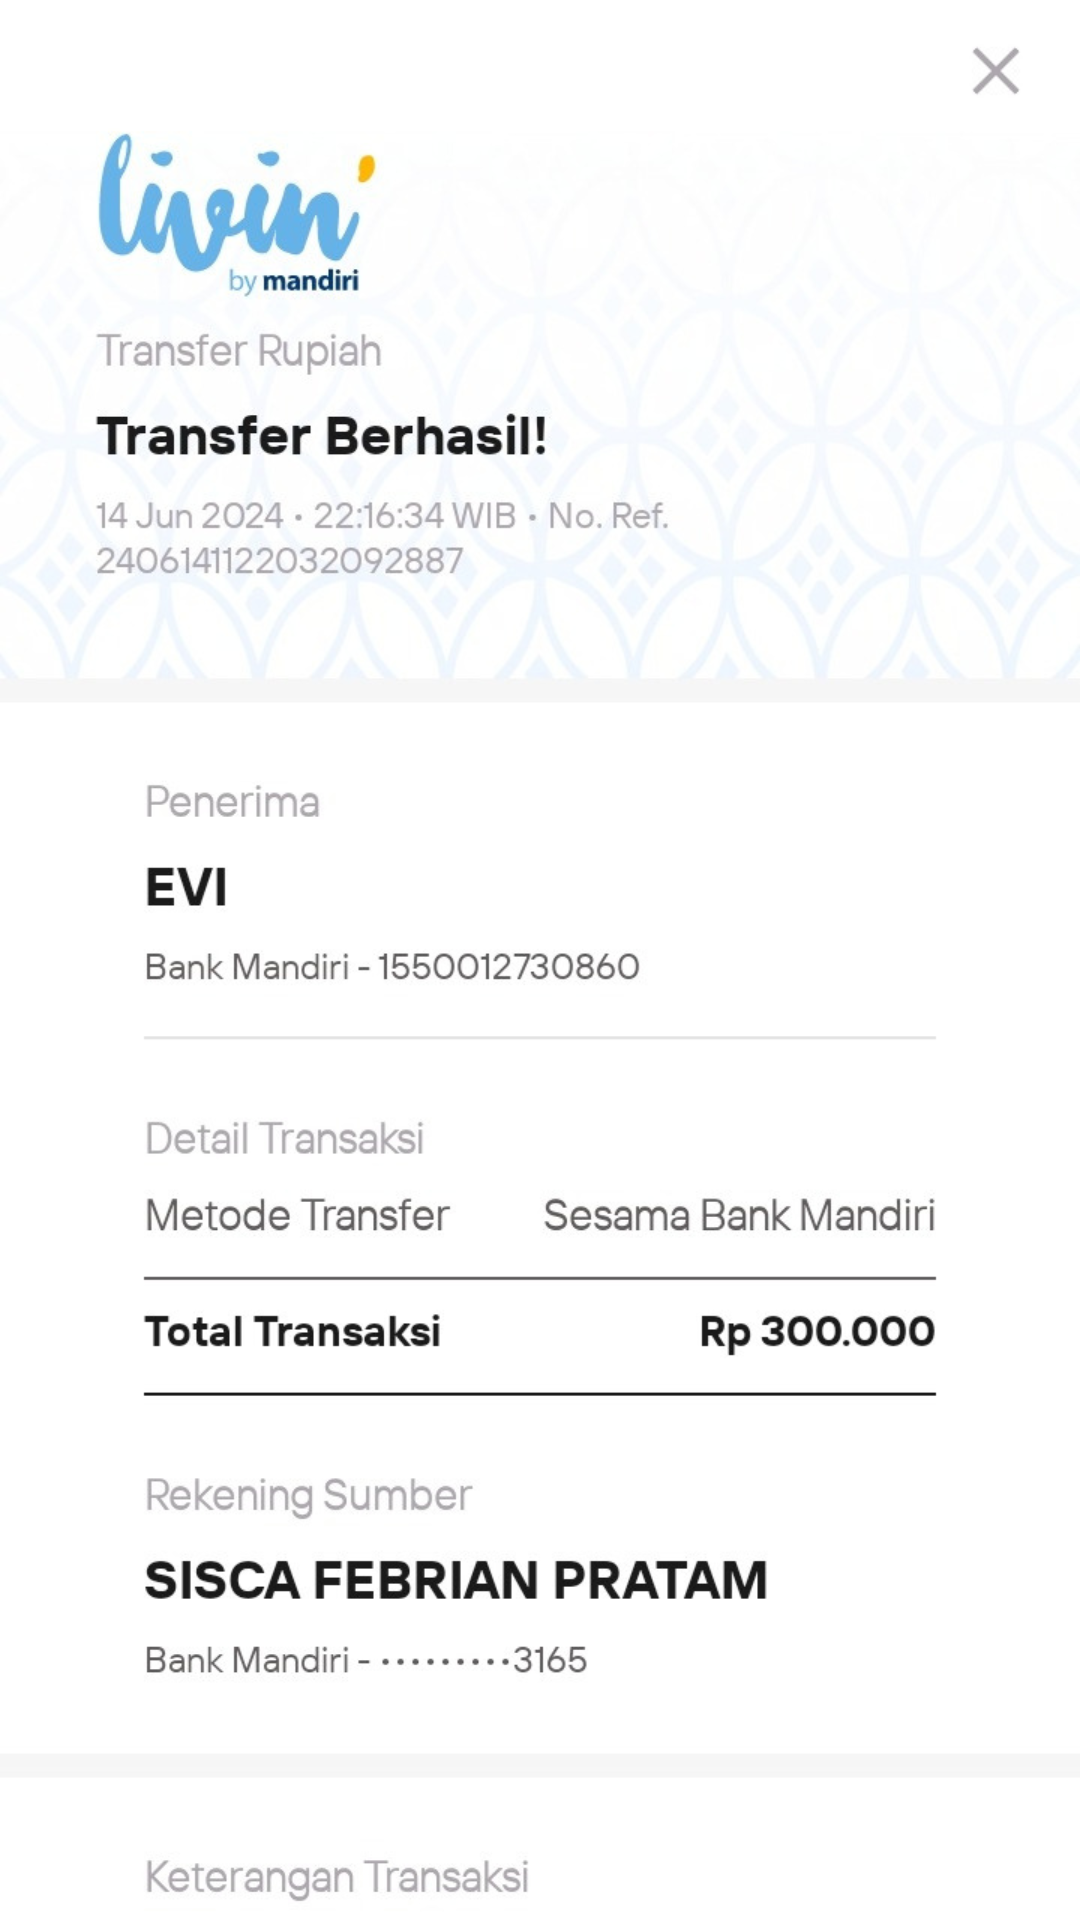 livin'
by mandiri
Transfer Rupiah
Transfer Berhasil!
14 Jun 2024 • 22:16:34 WIB • No. Ref.
2406141122032092887
Penerima
EVI
Bank Mandiri - 1550012730860
Detail Transaksi
Metode Transfer Sesama Bank Mandiri
Total Transaksi Rp 300.000
Rekening Sumber
SISCA FEBRIAN PRATAM
Bank Mandiri - •••••••••3165
Keterangan Transaksi